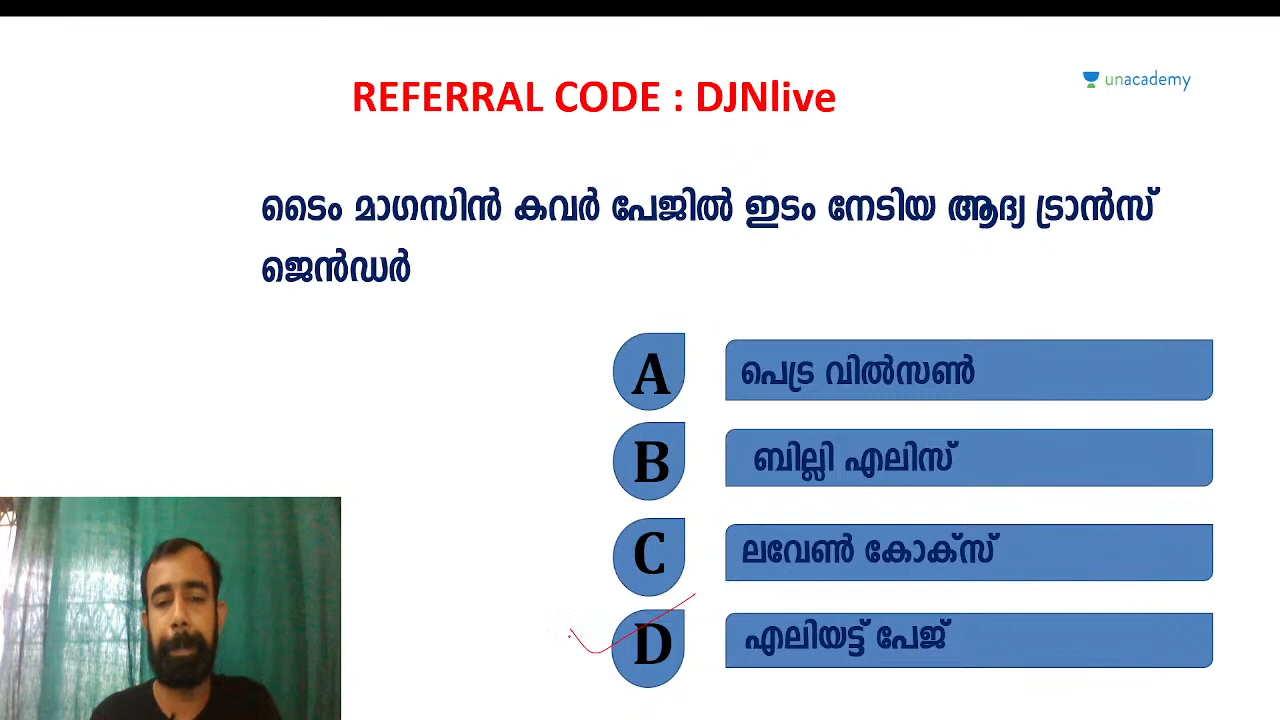 unacademy
REFERRAL CODE : DJNlive
ടൈം മാഗസിൻ കവർ പേജിൽ ഇടം നേടിയ ആദ്യ ട്രാൻസ്
ജെൻഡർ
A പെട്ര വിൽസൺ
B ബില്ലി എലിസ്
C ലവേൺ കോക്സ്
D എലിയട്ട് പേജ്